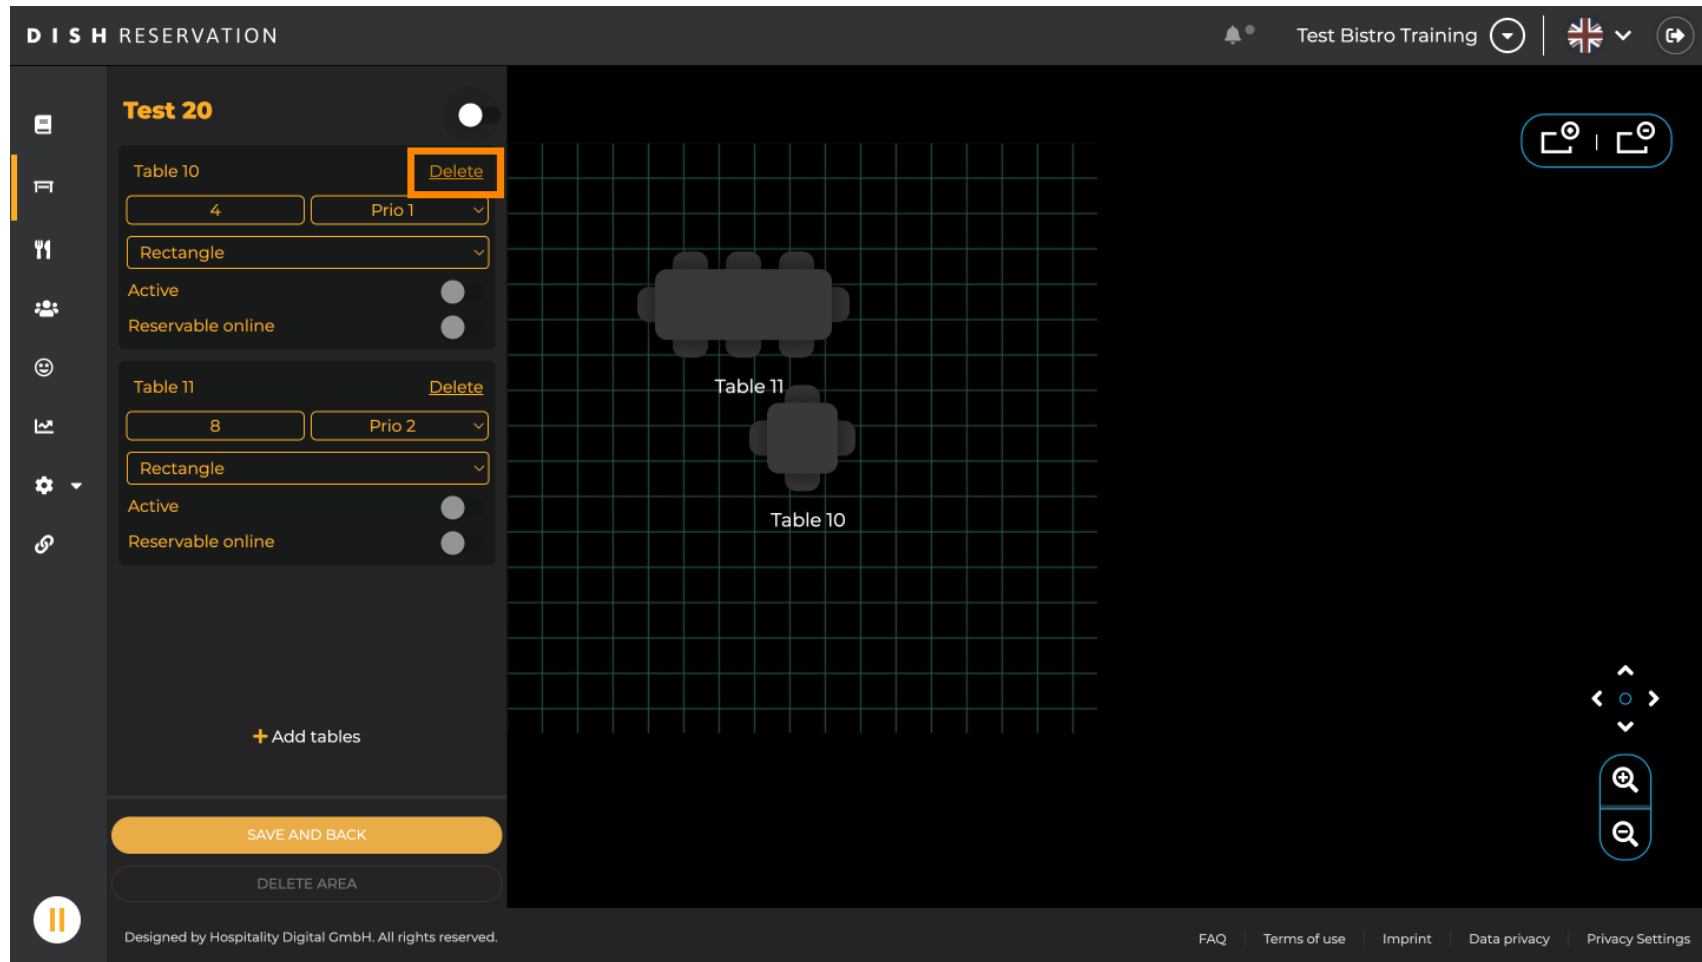 DISH RESERVATION
Test Bistro Training
Test 20
Table 10 Delete
4 Prio 1
Rectangle
Active
Reservable online
Table 11 Delete
8 Prio 2
Rectangle
Active
Reservable online
+ Add tables
SAVE AND BACK
DELETE AREA
Table 11
Table 10
Designed by Hospitality Digital GmbH. All rights reserved.
FAQ Terms of use Imprint Data privacy Privacy Settings